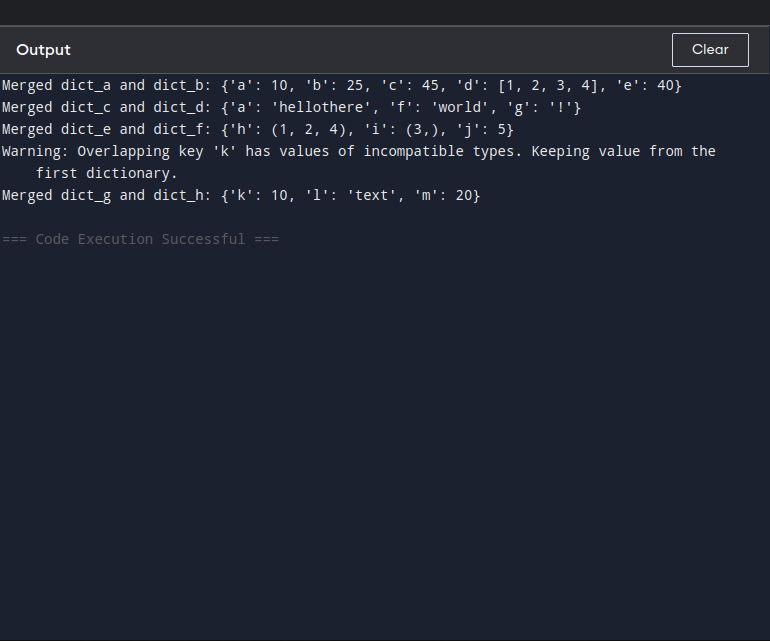 Output
Clear
Merged dict_a and dict_b: {'a': 10, 'b': 25, 'c': 45, 'd': [1, 2, 3, 4], 'e': 40}
Merged dict_c and dict_d: {'a': 'hellothere', 'f': 'world', 'g': '!'}
Merged dict_e and dict_f: {'h': (1, 2, 4), 'i': (3,), 'j': 5}
Warning: Overlapping key 'k' has values of incompatible types. Keeping value from the
first dictionary.
Merged dict_g and dict_h: {'k': 10, 'l': 'text', 'm': 20}
=== Code Execution Successful ===